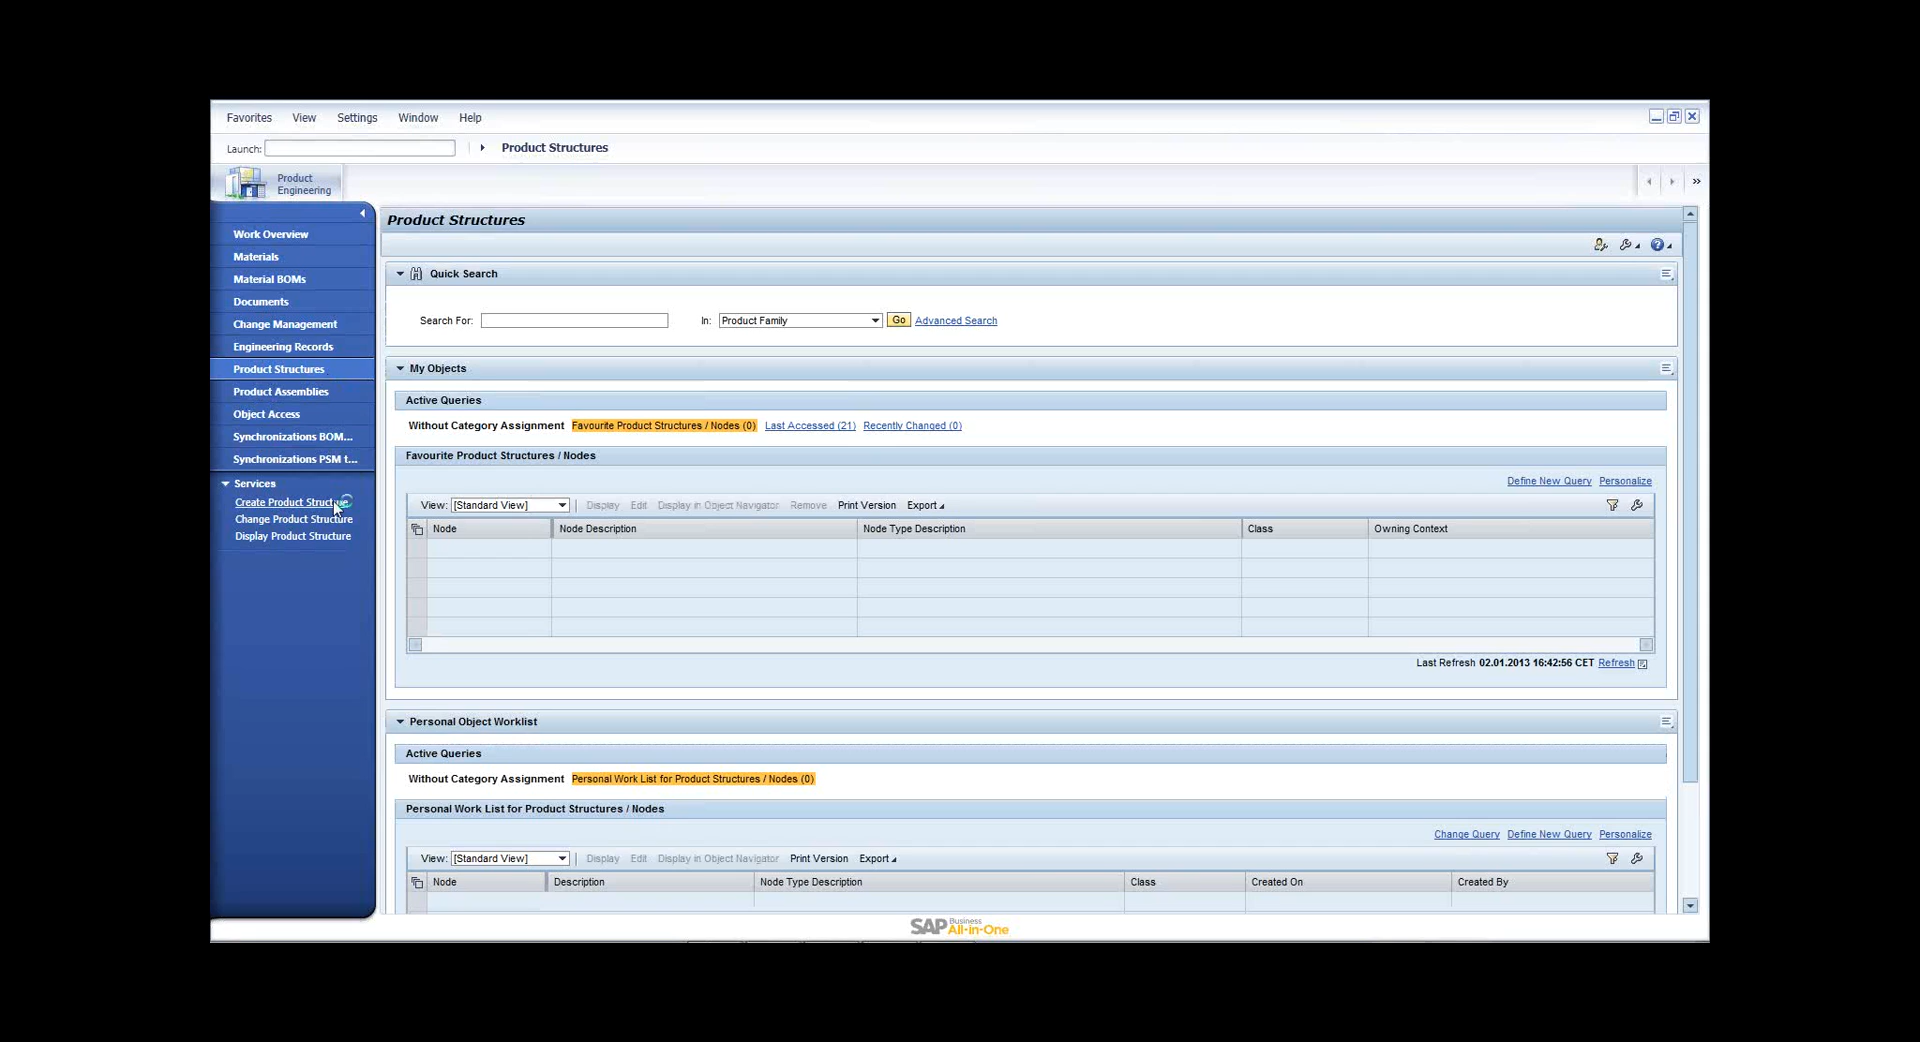 Favorites View Settings Window Help
Launch: Product Structures
Product
Engineering
Work Overview
Materials
Material BOMs
Documents
Change Management
Engineering Records
Product Structures
Product Assemblies
Object Access
Synchronizations BOM...
Synchronizations PSM t...
Services
Create Product Structure
Change Product Structure
Display Product Structure
Product Structures
Quick Search
Search For: In: Product Family Go Advanced Search
My Objects
Active Queries
Without Category Assignment Favourite Product Structures / Nodes (0) Last Accessed (21) Recently Changed (0)
Favourite Product Structures / Nodes
Define New Query Personalize
View: [Standard View] Display Edit Display in Object Navigator Remove Print Version Export
Node Node Description Node Type Description Class Owning Context
Last Refresh 02.01.2013 16:42:56 CET Refresh
Personal Object Worklist
Active Queries
Without Category Assignment Personal Work List for Product Structures / Nodes (0)
Personal Work List for Product Structures / Nodes
Change Query Define New Query Personalize
View: [Standard View] Display Edit Display in Object Navigator Print Version Export
Node Description Node Type Description Class Created On Created By
SAP Business All-in-One